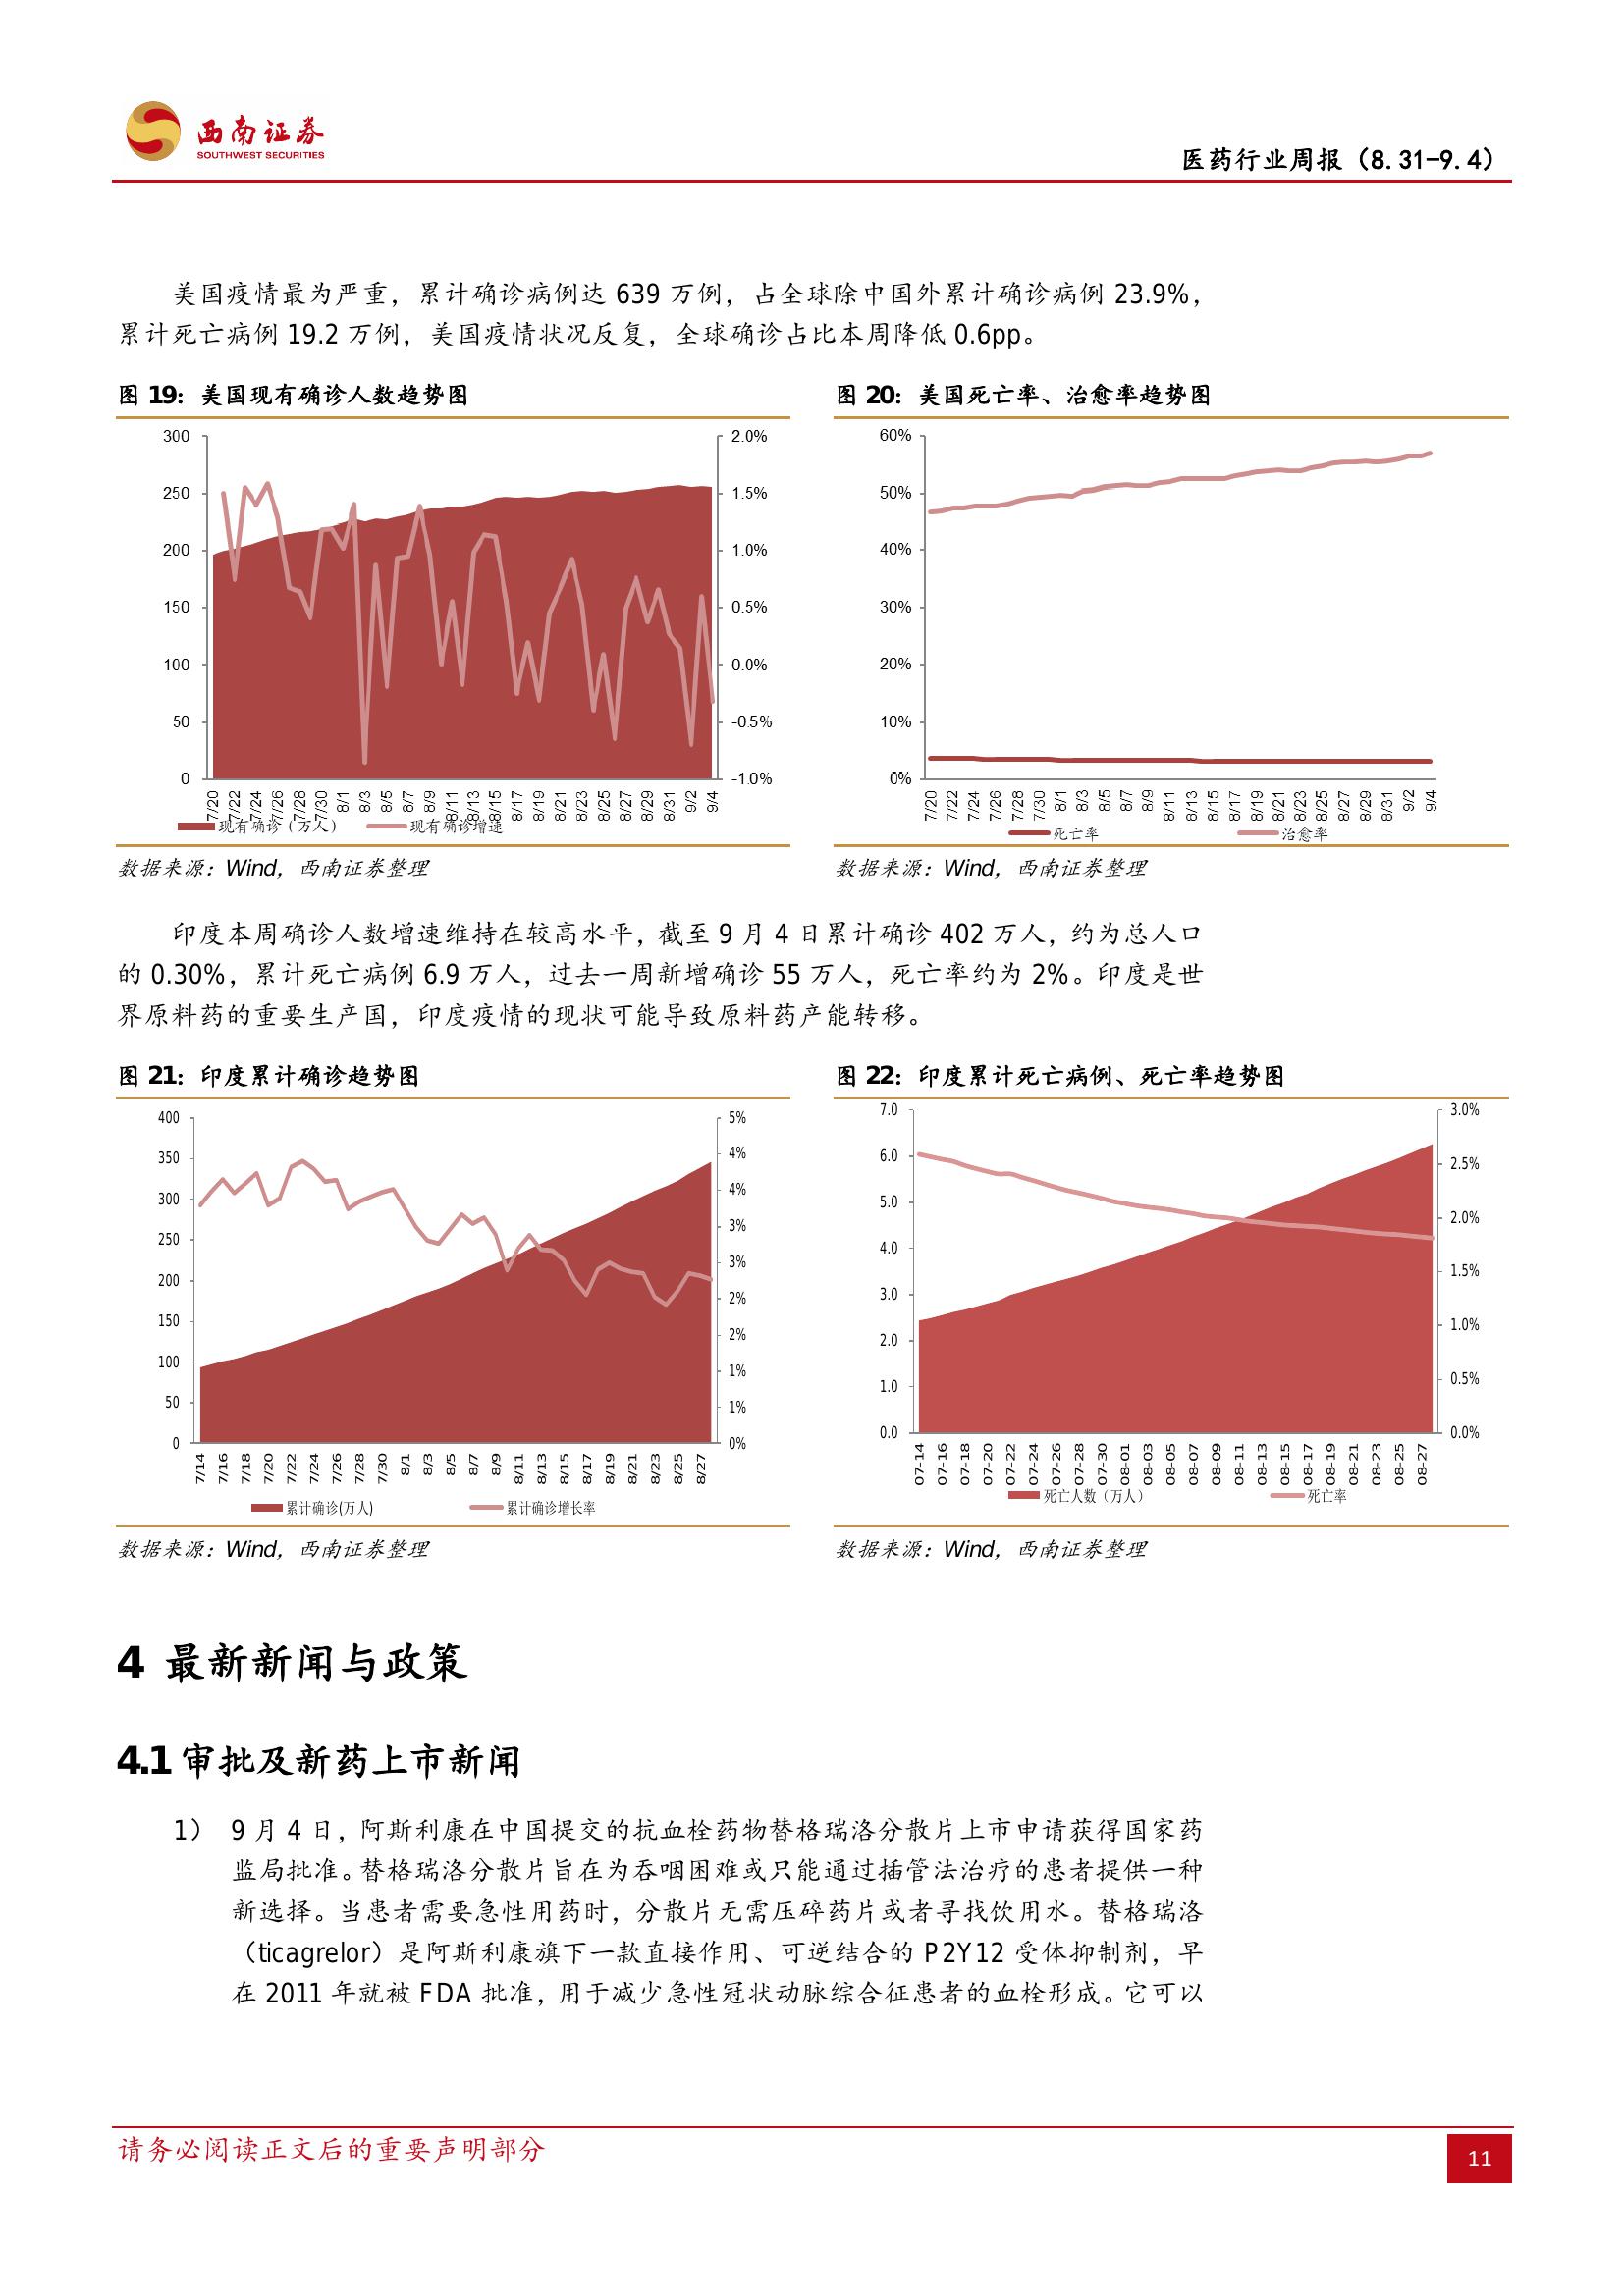 西南证券
SOUTHWEST SECURITIES
医药行业周报（8.31-9.4）
美国疫情最为严重，累计确诊病例达 639 万例，占全球除中国外累计确诊病例 23.9%，
累计死亡病例 19.2 万例，美国疫情状况反复，全球确诊占比本周降低 0.6pp。
图 19：美国现有确诊人数趋势图
300
250
200
150
100
50
0
2.0%
1.5%
1.0%
0.5%
0.0%
-0.5%
-1.0%
7/20 7/22 7/24 7/26 7/28 7/30 8/1 8/3 8/5 8/7 8/9 8/11 8/13 8/15 8/17 8/19 8/21 8/23 8/25 8/27 8/29 8/31 9/2 9/4
现有确诊（万人） 现有确诊增速
数据来源：Wind，西南证券整理
图 20：美国死亡率、治愈率趋势图
60%
50%
40%
30%
20%
10%
0%
7/20 7/22 7/24 7/26 7/28 7/30 8/1 8/3 8/5 8/7 8/9 8/11 8/13 8/15 8/17 8/19 8/21 8/23 8/25 8/27 8/29 8/31 9/2 9/4
死亡率 治愈率
数据来源：Wind，西南证券整理
印度本周确诊人数增速维持在较高水平，截至 9 月 4 日累计确诊 402 万人，约为总人口
的 0.30%，累计死亡病例 6.9 万人，过去一周新增确诊 55 万人，死亡率约为 2%。印度是世
界原料药的重要生产国，印度疫情的现状可能导致原料药产能转移。
图 21：印度累计确诊趋势图
400
350
300
250
200
150
100
50
0
5%
4%
4%
3%
3%
2%
2%
1%
1%
0%
7/14 7/16 7/18 7/20 7/22 7/24 7/26 7/28 7/30 8/1 8/3 8/5 8/7 8/9 8/11 8/13 8/15 8/17 8/19 8/21 8/23 8/25 8/27
累计确诊(万人) 累计确诊增长率
数据来源：Wind，西南证券整理
图 22：印度累计死亡病例、死亡率趋势图
7.0
6.0
5.0
4.0
3.0
2.0
1.0
0.0
3.0%
2.5%
2.0%
1.5%
1.0%
0.5%
0.0%
07-14 07-16 07-18 07-20 07-22 07-24 07-26 07-28 07-30 08-01 08-03 08-05 08-07 08-09 08-11 08-13 08-15 08-17 08-19 08-21 08-23 08-25 08-27
死亡人数（万人） 死亡率
数据来源：Wind，西南证券整理
4 最新新闻与政策
4.1 审批及新药上市新闻
1） 9 月 4 日，阿斯利康在中国提交的抗血栓药物替格瑞洛分散片上市申请获得国家药
监局批准。替格瑞洛分散片旨在为吞咽困难或只能通过插管法治疗的患者提供一种
新选择。当患者需要急性用药时，分散片无需压碎药片或者寻找饮用水。替格瑞洛
（ticagrelor）是阿斯利康旗下一款直接作用、可逆结合的 P2Y12 受体抑制剂，早
在 2011 年就被 FDA 批准，用于减少急性冠状动脉综合征患者的血栓形成。它可以
请务必阅读正文后的重要声明部分
11